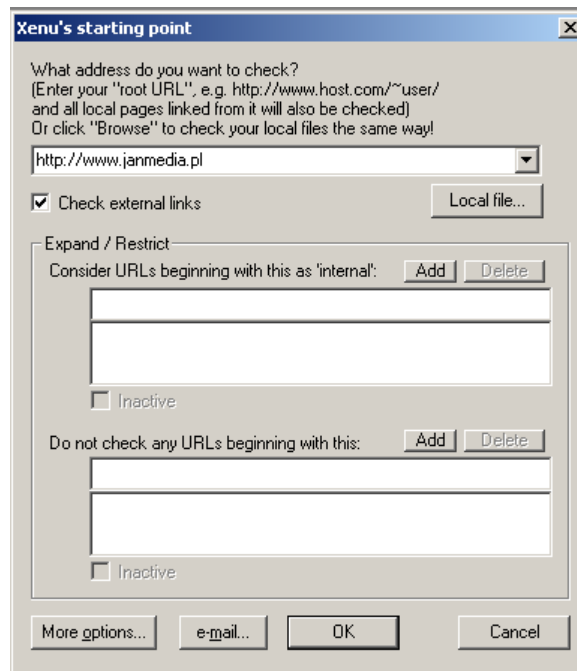 Xenu's starting point
What address do you want to check?
(Enter your "root URL", e.g. http://www.host.com/~user/
and all local pages linked from it will also be checked)
Or click "Browse" to check your local files the same way!
http://www.janmedia.pl
Check external links
Local file...
Expand / Restrict
Consider URLs beginning with this as 'internal':
Add
Delete
Inactive
Do not check any URLs beginning with this:
Add
Delete
Inactive
More options...
e-mail...
OK
Cancel